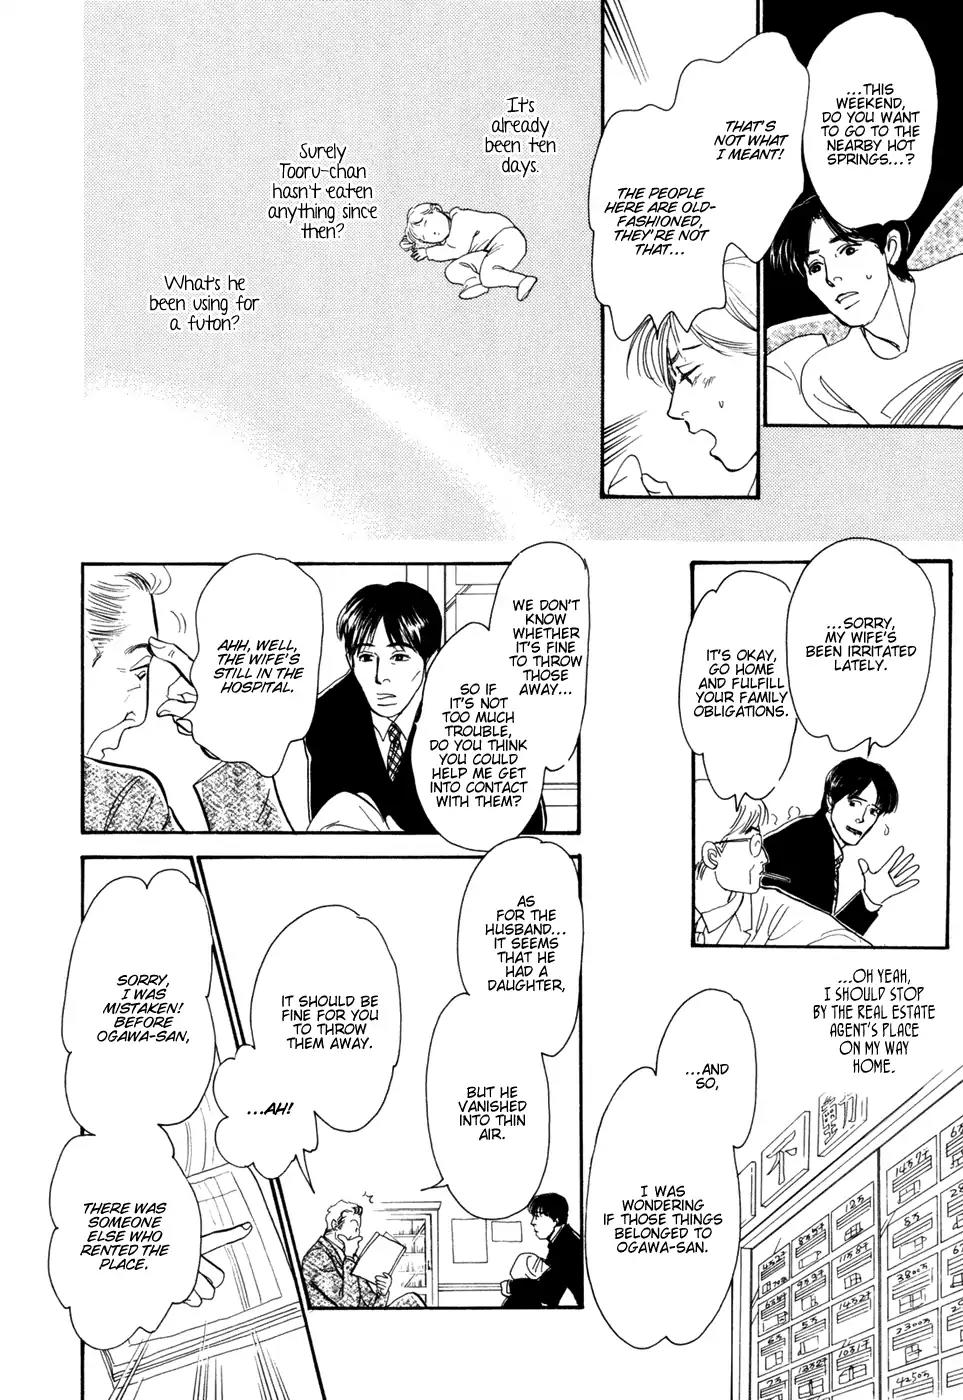 ...THIS
WEEKEND,
DO YOU WANT
TO GO TO THE
NEARBY HOT
SPRINGS...?
THAT'S
NOT WHAT
I MEANT!
THE PEOPLE
HERE ARE OLD-
FASHIONED,
THEY'RE NOT
THAT...
It's
already
been ten
days.
Surely
Tooru-chan
hasn't eaten
anything since
then?
What's he
been using for
a futon?
...SORRY,
MY WIFE'S
BEEN IRRITATED
LATELY.
IT'S OKAY,
GO HOME
AND FULFILL
YOUR FAMILY
OBLIGATIONS.
...OH YEAH,
I SHOULD STOP
BY THE REAL ESTATE
AGENT'S PLACE
ON MY WAY
HOME.
不動
WE DON'T
KNOW
WHETHER
IT'S FINE
TO THROW
THOSE
AWAY...
SO IF
IT'S NOT
TOO MUCH
TROUBLE,
DO YOU THINK
YOU COULD
HELP ME GET
INTO CONTACT
WITH THEM?
AHH, WELL,
THE WIFE'S
STILL IN THE
HOSPITAL.
...AND
SO,
I WAS
WONDERING
IF THOSE THINGS
BELONGED TO
OGAWA-SAN.
AS
FOR THE
HUSBAND...
IT SEEMS
THAT HE
HAD A
DAUGHTER,
BUT HE
VANISHED
INTO THIN
AIR.
IT SHOULD BE
FINE FOR YOU
TO THROW
THEM AWAY.
...AH!
SORRY,
I WAS
MISTAKEN!
BEFORE
OGAWA-SAN,
THERE WAS
SOMEONE
ELSE WHO
RENTED THE
PLACE.